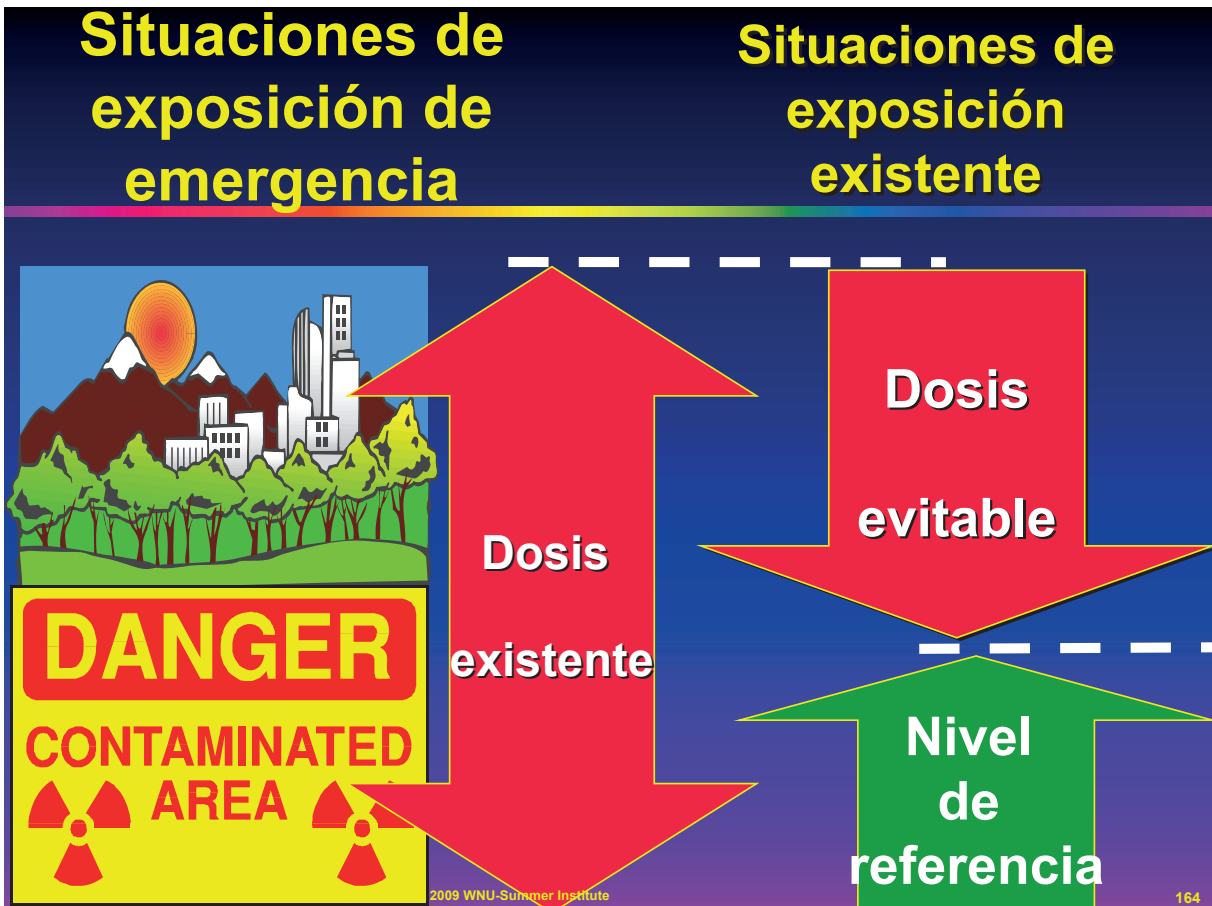 Situaciones de
exposición de
emergencia
Situaciones de
exposición
existente
DANGER
CONTAMINATED
AREA
Dosis
existente
Dosis
evitable
Nivel
de
referencia
2009 WNU-Summer Institute
164